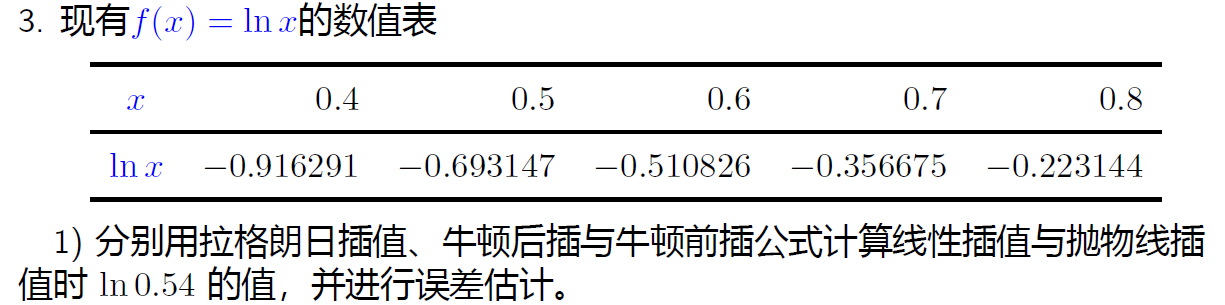 3. 现有f(x) = ln x的数值表
x 0.4 0.5 0.6 0.7 0.8
ln x −0.916291 −0.693147 −0.510826 −0.356675 −0.223144
1) 分别用拉格朗日插值、牛顿后插与牛顿前插公式计算线性插值与抛物线插
值时 ln 0.54 的值，并进行误差估计。